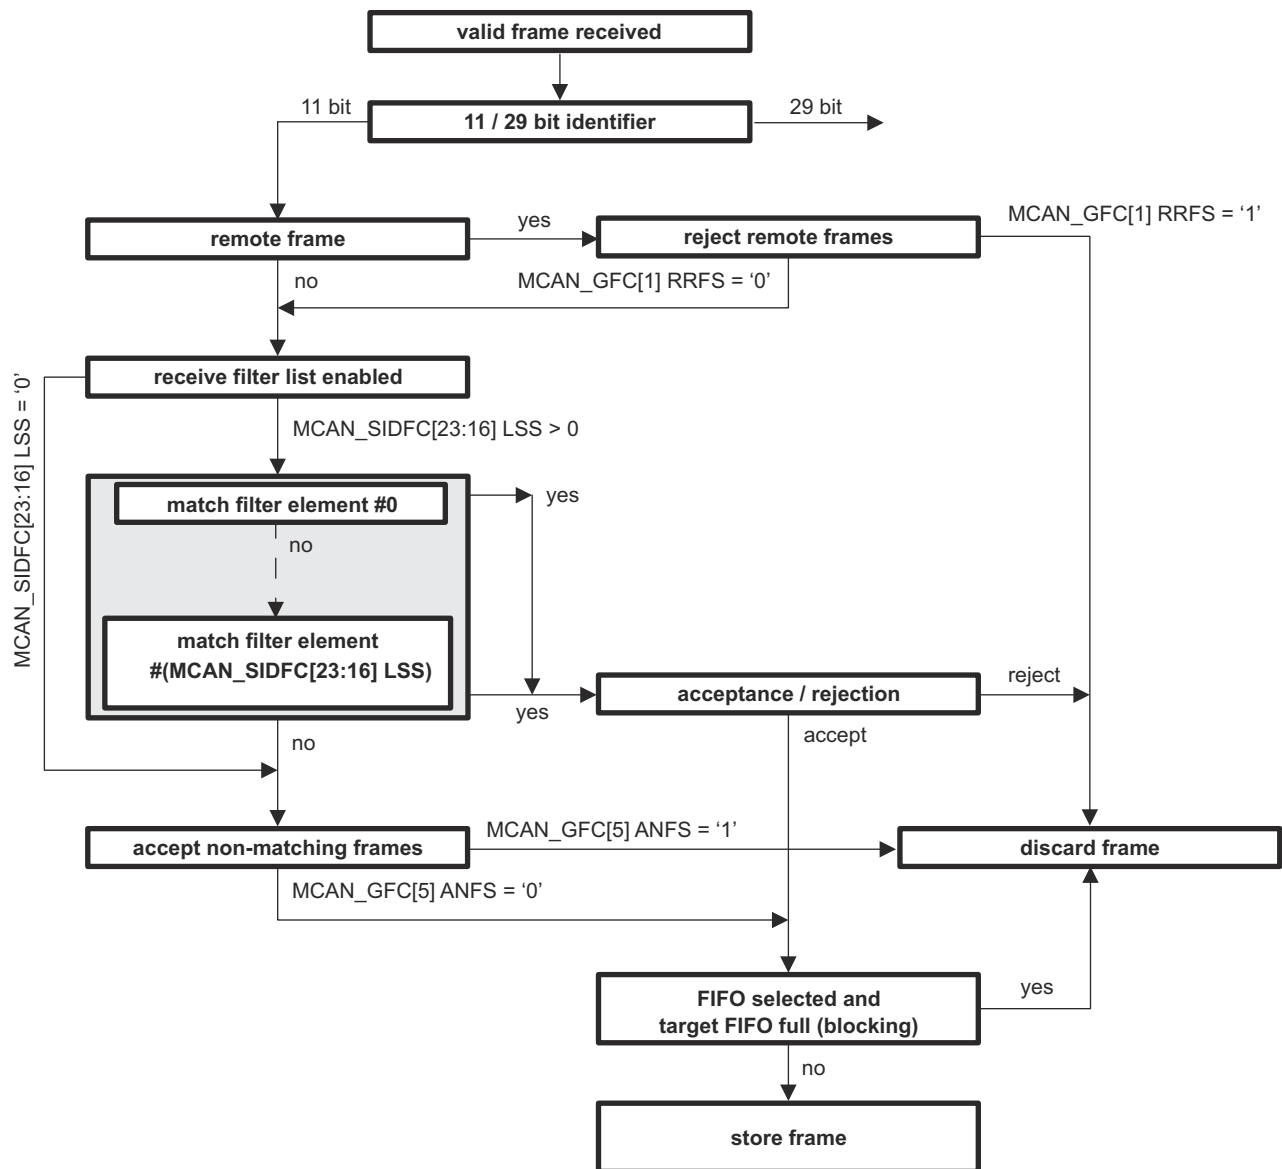 valid frame received
11 bit
11 / 29 bit identifier
29 bit
remote frame
yes
reject remote frames
MCAN_GFC[1] RRFS = ‘1’
no
MCAN_GFC[1] RRFS = ‘0’
receive filter list enabled
MCAN_SIDFC[23:16] LSS = ‘0’
MCAN_SIDFC[23:16] LSS > 0
match filter element #0
yes
no
match filter element
#(MCAN_SIDFC[23:16] LSS)
yes
acceptance / rejection
reject
accept
no
accept non-matching frames
MCAN_GFC[5] ANFS = ‘1’
discard frame
MCAN_GFC[5] ANFS = ‘0’
FIFO selected and
target FIFO full (blocking)
yes
no
store frame